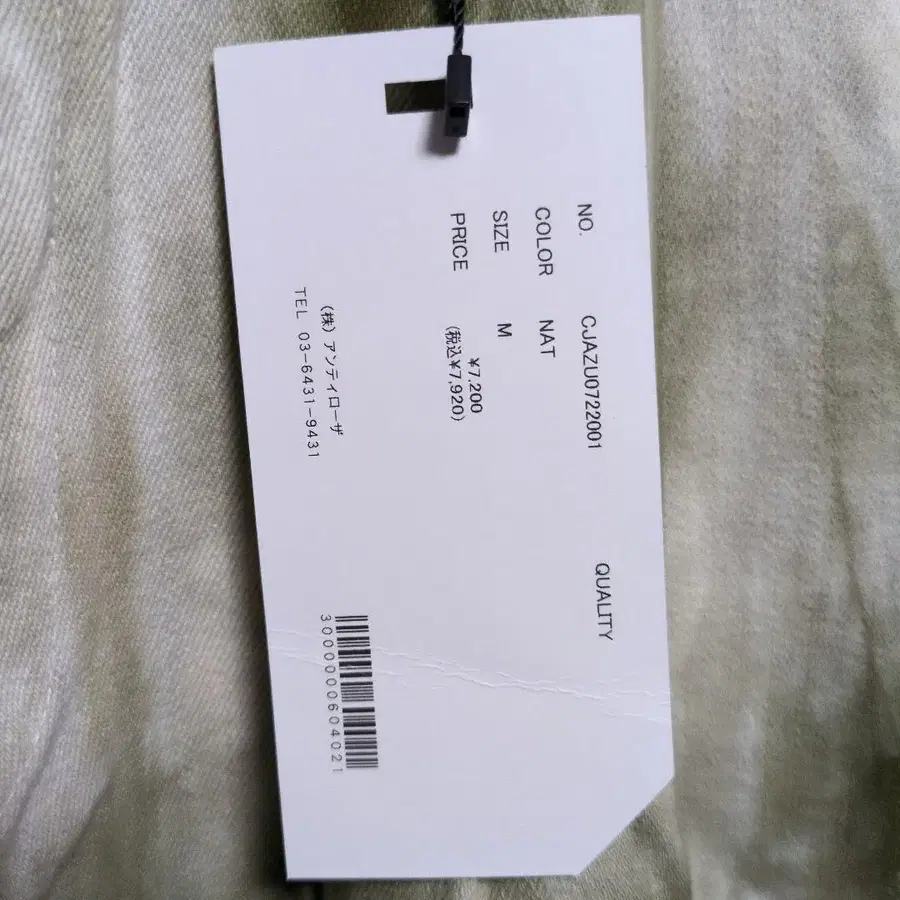 NO. CJAZU0722001 QUALITY
COLOR NAT
SIZE M
PRICE ¥7,200
(税込¥7,920)
(株) アンティローザ
TEL 03-6431-9431
3000000604021